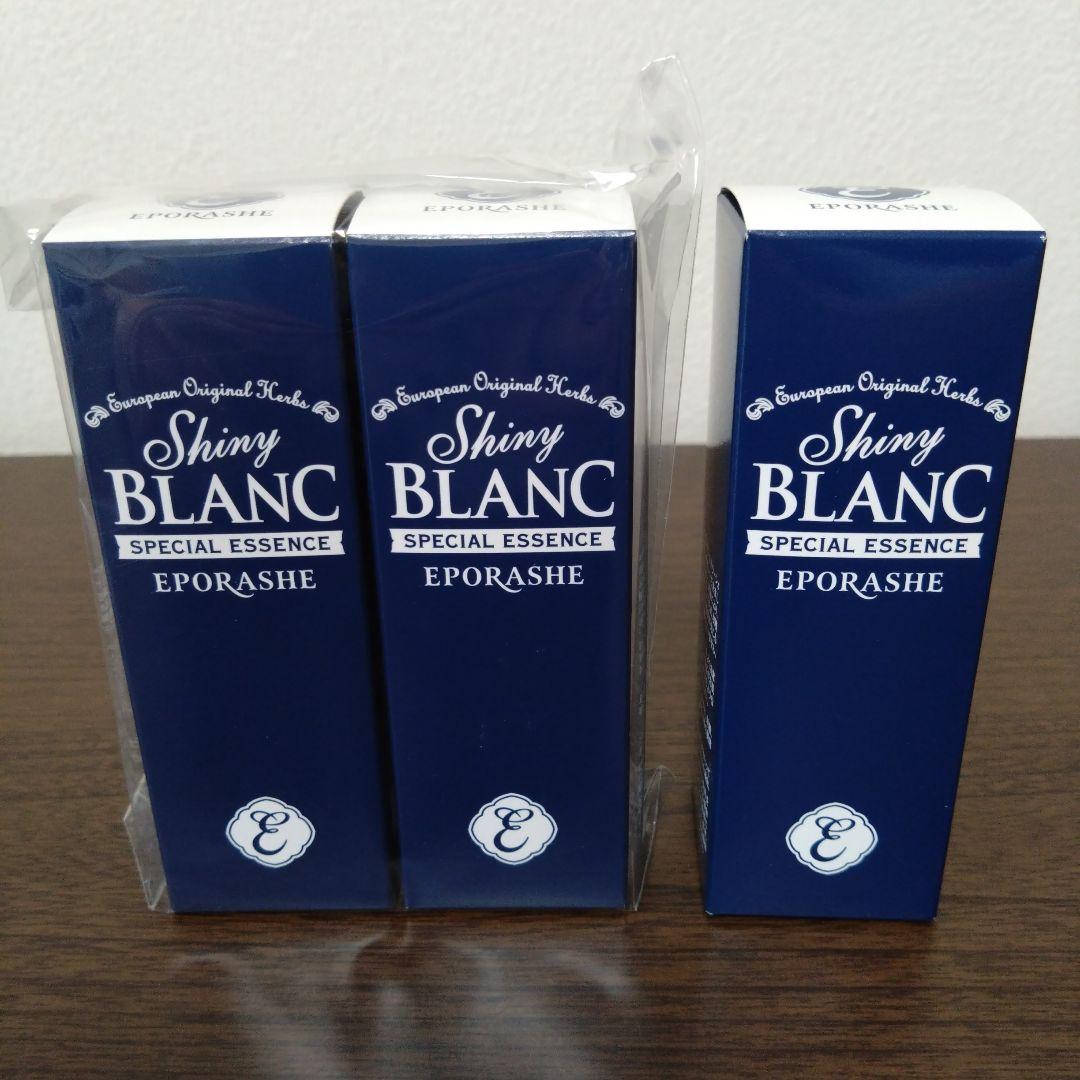 EPORASHE
European Original Herbs
Shiny
BLANC
SPECIAL ESSENCE
EPORASHE
E
EPORASHE
European Original Herbs
Shiny
BLANC
SPECIAL ESSENCE
EPORASHE
E
E
EPORASHE
European Original Herbs
Shiny
BLANC
SPECIAL ESSENCE
EPORASHE
E